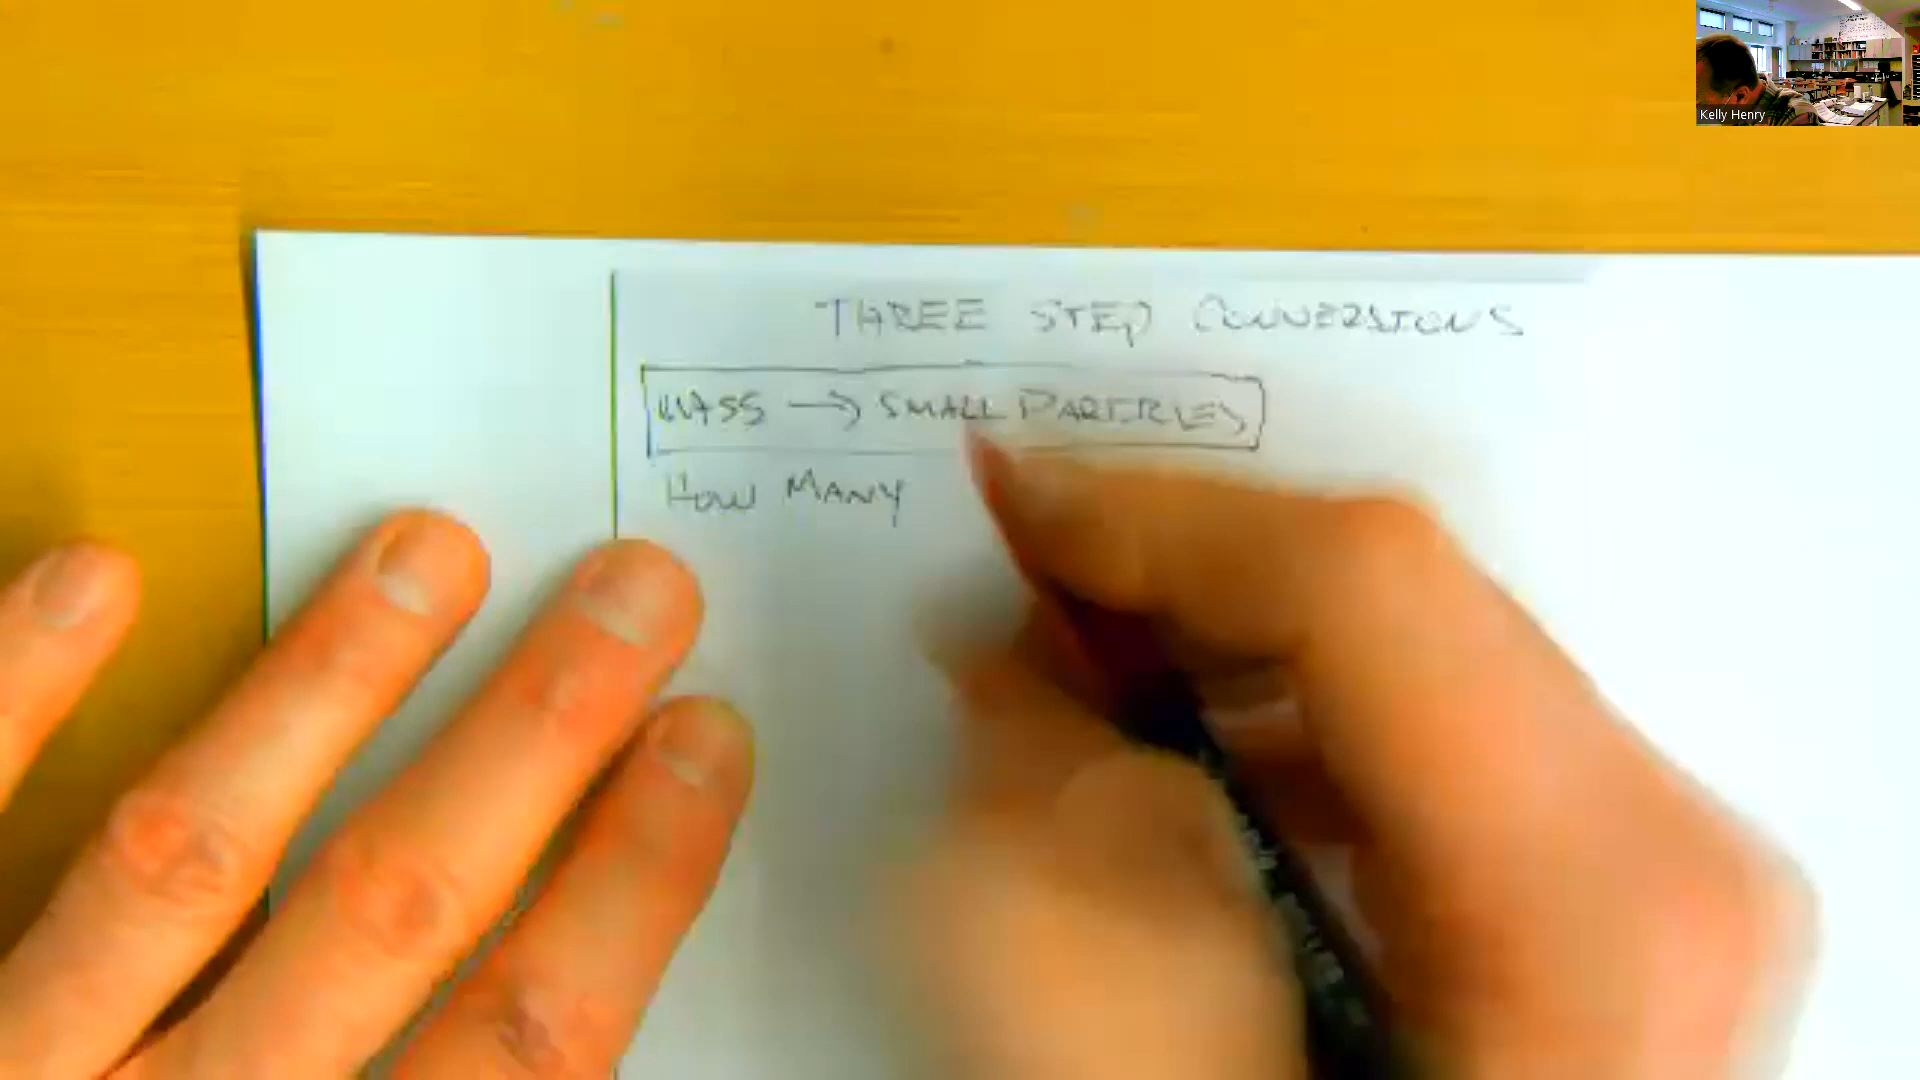 THREE STEP CONVERSIONS
MASS → SMALL PARTICLES
HOW MANY
Kelly Henry